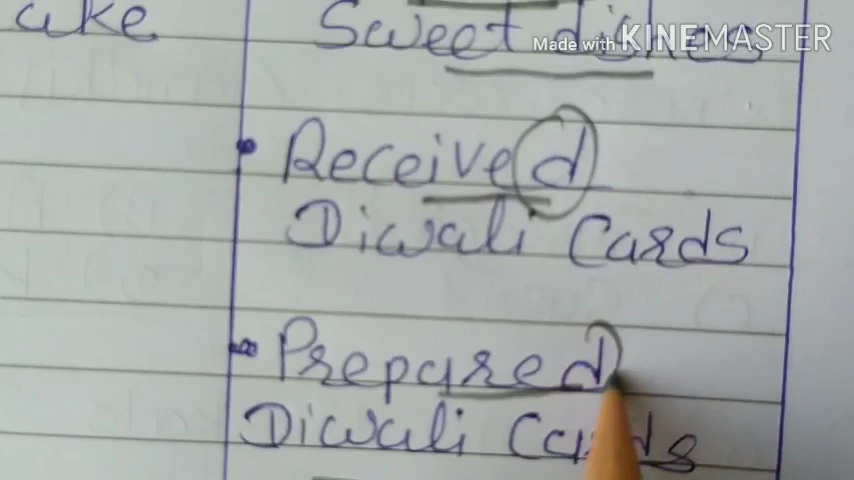 ake Sweet dishes
Made with KINEMASTER
Received
Diwali Cards
Prepared
Diwali Cards